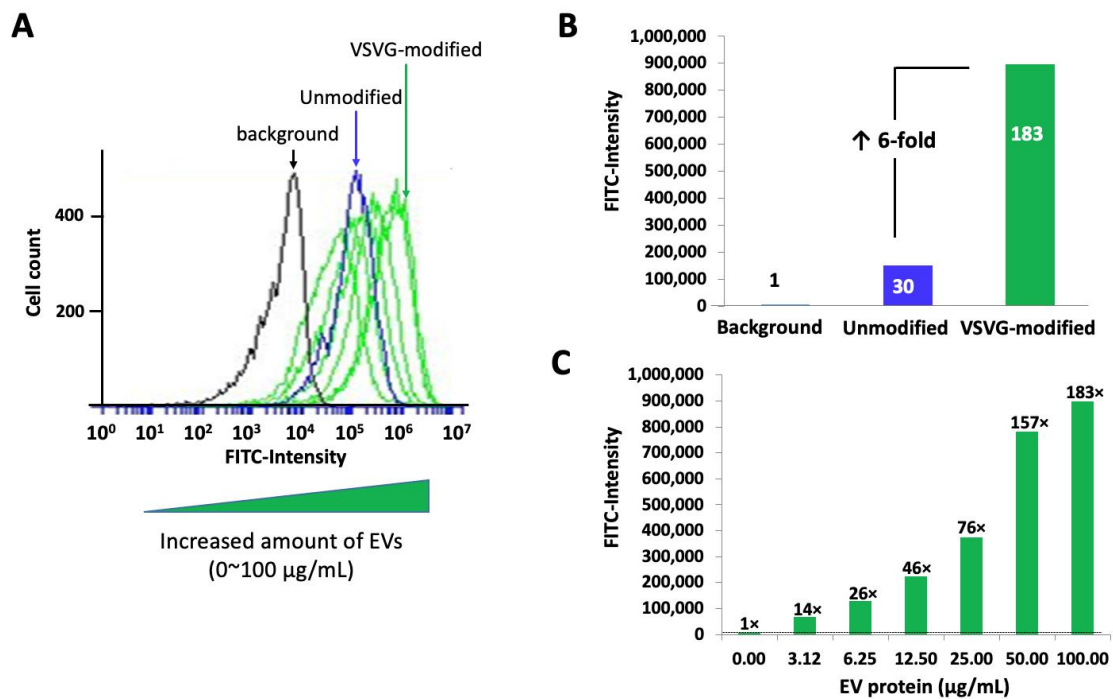 A
VSVG-modified
Unmodified
background
Cell count
400
200
10⁰ 10¹ 10² 10³ 10⁴ 10⁵ 10⁶ 10⁷
FITC-Intensity
Increased amount of EVs
(0~100 µg/mL)
B
FITC-Intensity
1,000,000
900,000
800,000
700,000
600,000
500,000
400,000
300,000
200,000
100,000
0
↑ 6-fold
1
30
183
Background Unmodified VSVG-modified
C
FITC-Intensity
1,000,000
900,000
800,000
700,000
600,000
500,000
400,000
300,000
200,000
100,000
0
1× 14× 26× 46× 76× 157× 183×
0.00 3.12 6.25 12.50 25.00 50.00 100.00
EV protein (µg/mL)